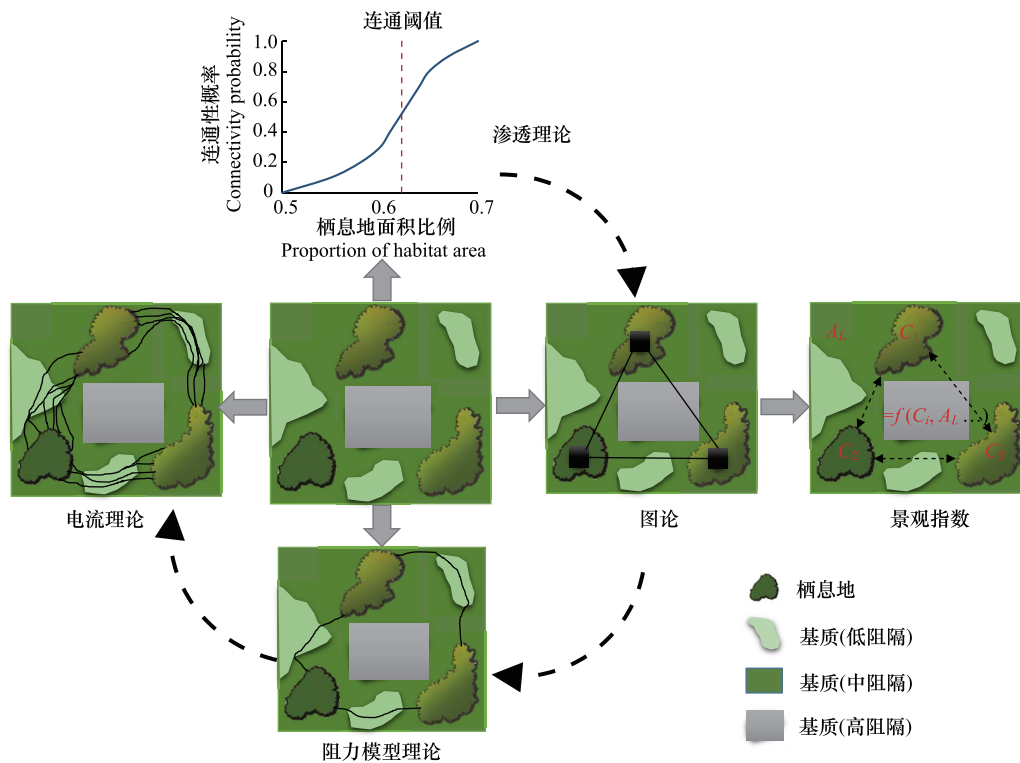 连通阈值
连通性概率
Connectivity probability
1.0
0.8
0.6
0.4
0.2
0
0.5
0.6
0.7
栖息地面积比例
Proportion of habitat area
渗透理论
A_L
C_i
=f (C_i, A_L ....)
电流理论
图论
景观指数
阻力模型理论
栖息地
基质(低阻隔)
基质(中阻隔)
基质(高阻隔)